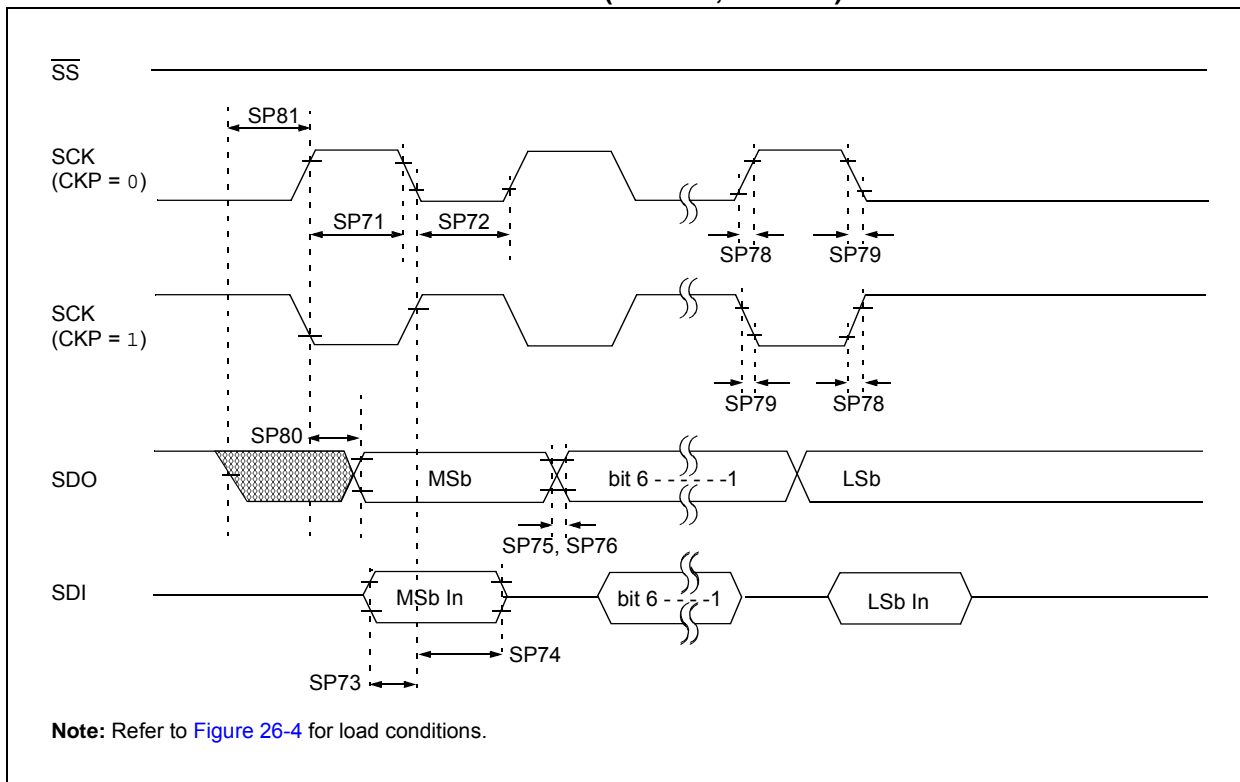 SS
SP81
SCK
(CKP = 0)
SP71
SP72
SP78
SP79
SCK
(CKP = 1)
SP79
SP78
SP80
SDO
MSb
bit 6 - - - - - -1
LSb
SP75, SP76
SDI
MSb In
bit 6 - - - - -1
LSb In
SP74
SP73
Note: Refer to Figure 26-4 for load conditions.